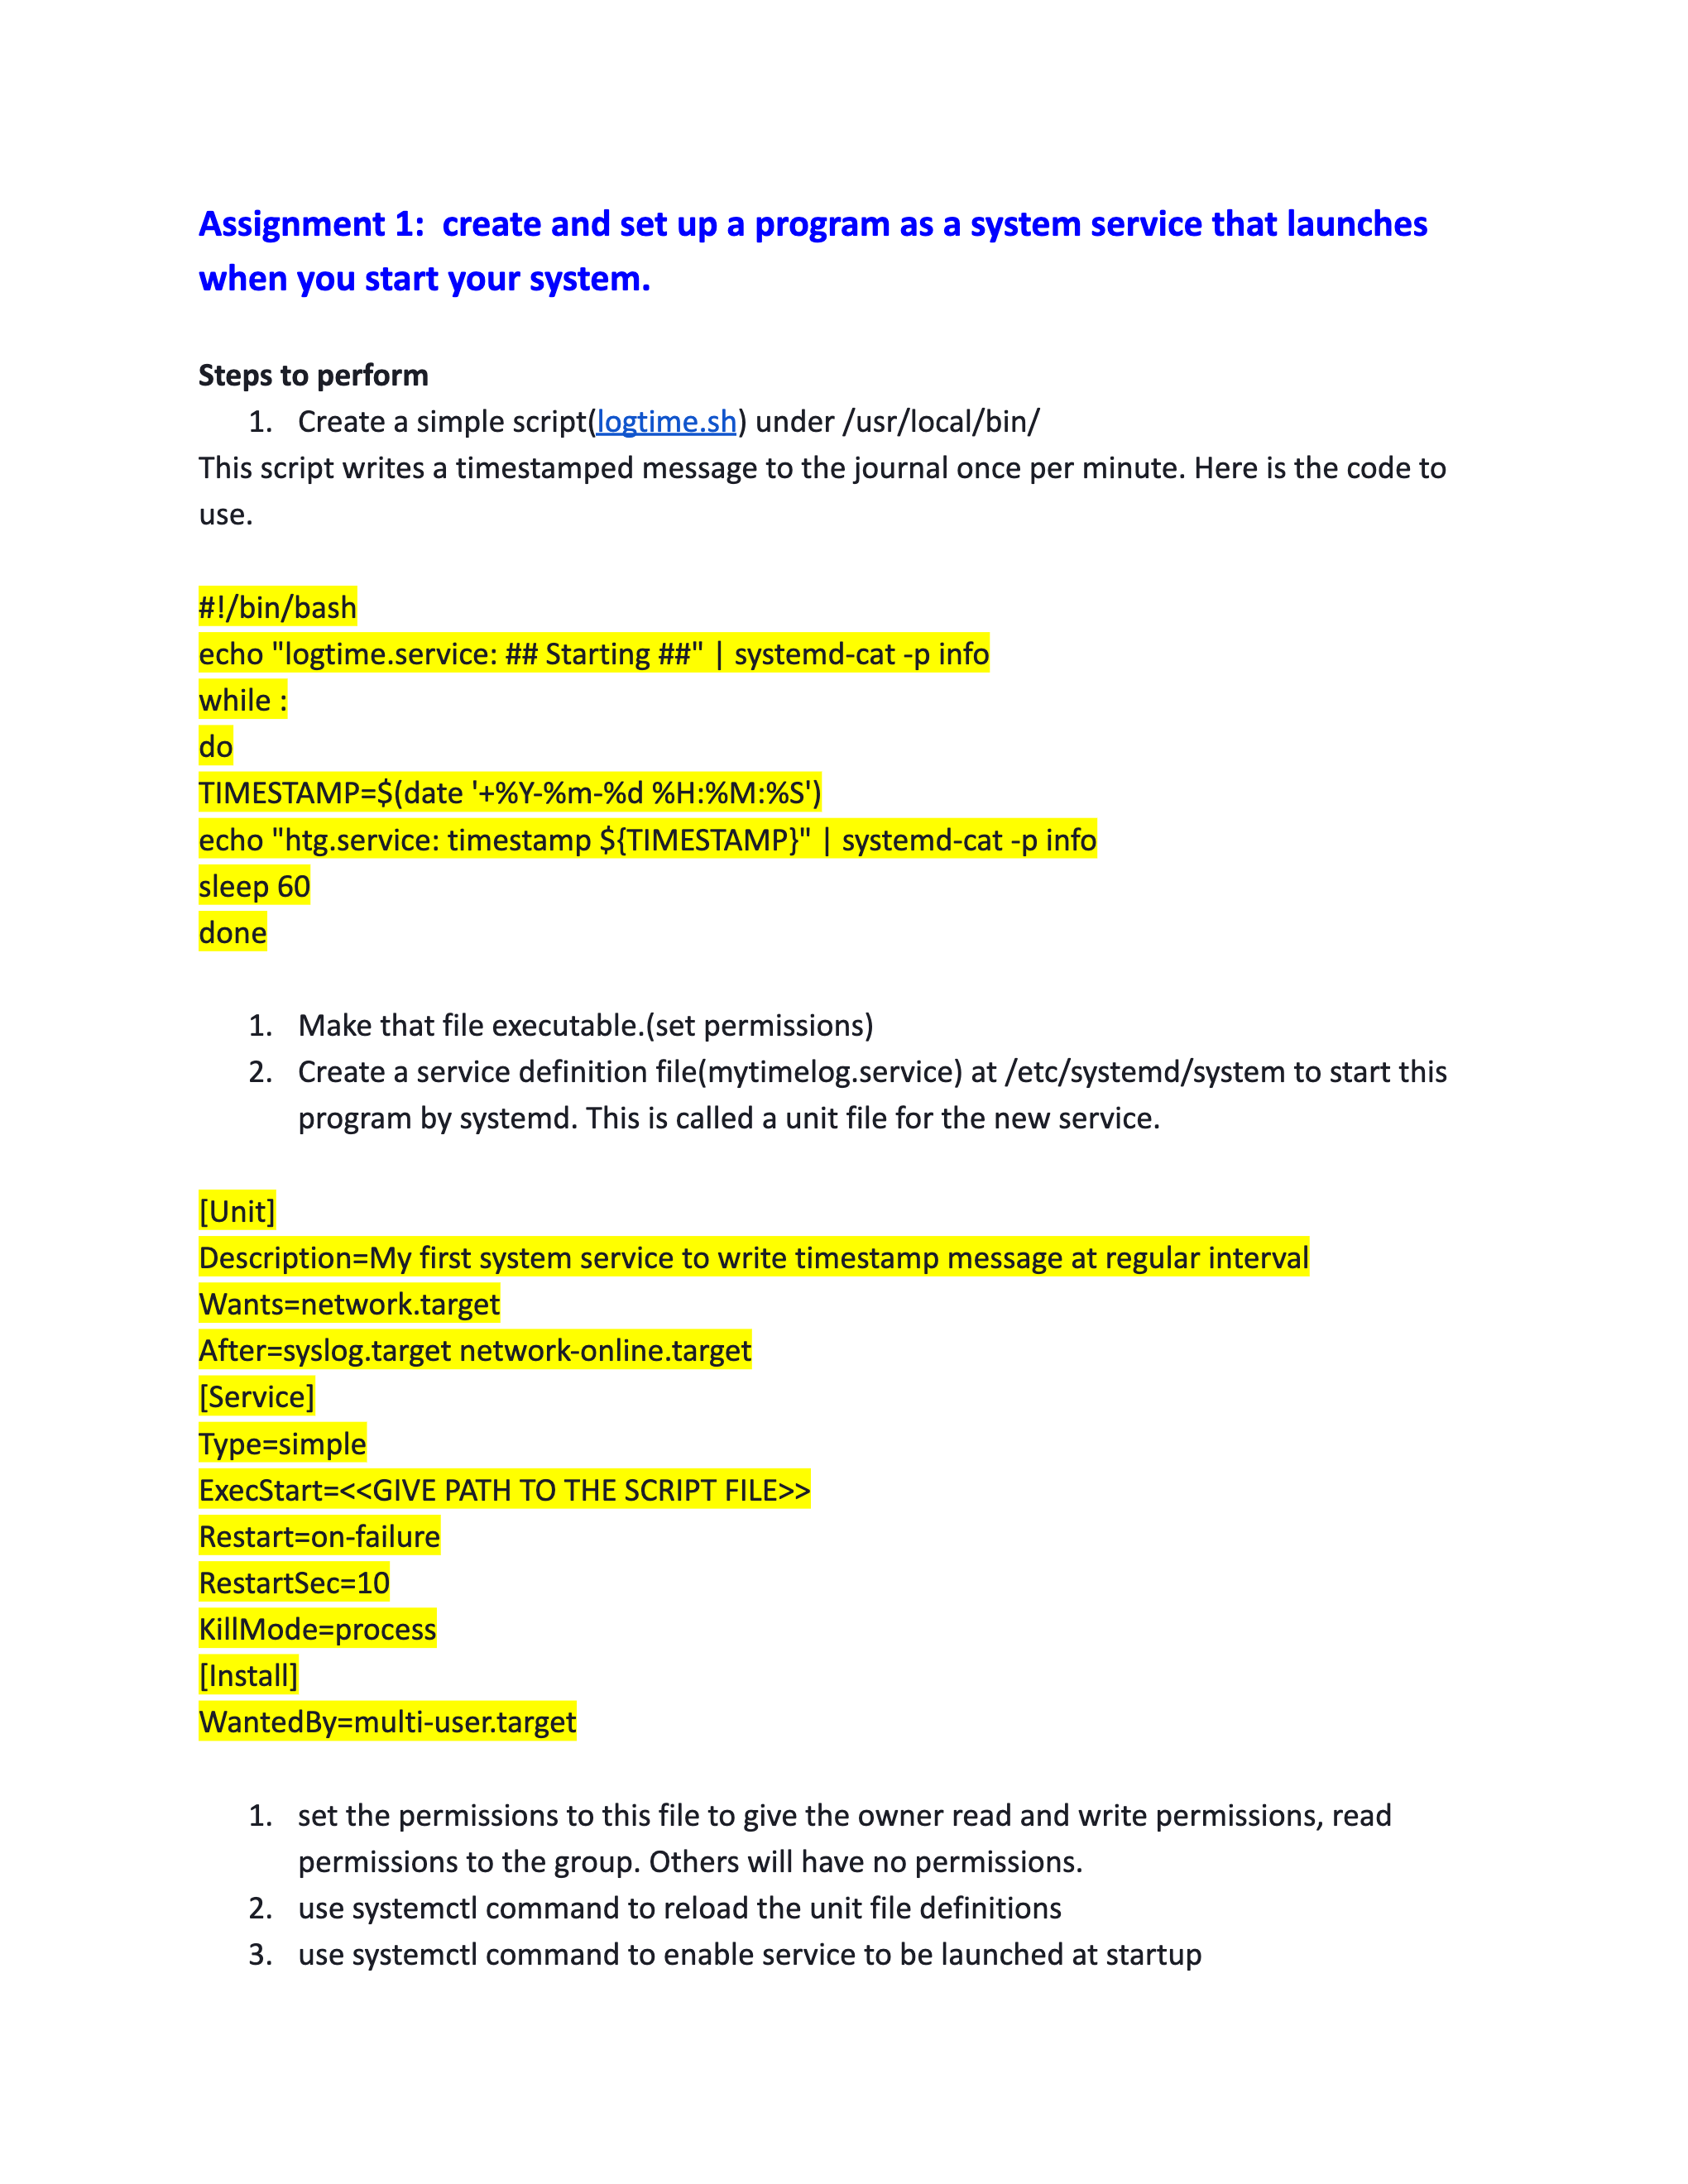 Assignment 1:  create and set up a program as a system service that launches
when you start your system.
Steps to perform
1. Create a simple script(logtime.sh) under /usr/local/bin/
This script writes a timestamped message to the journal once per minute. Here is the code to
use.
#!/bin/bash
echo "logtime.service: ## Starting ##" | systemd-cat -p info
while :
do
TIMESTAMP=$(date '+%Y-%m-%d %H:%M:%S')
echo "htg.service: timestamp ${TIMESTAMP}" | systemd-cat -p info
sleep 60
done
1. Make that file executable.(set permissions)
2. Create a service definition file(mytimelog.service) at /etc/systemd/system to start this
program by systemd. This is called a unit file for the new service.
[Unit]
Description=My first system service to write timestamp message at regular interval
Wants=network.target
After=syslog.target network-online.target
[Service]
Type=simple
ExecStart=<<GIVE PATH TO THE SCRIPT FILE>>
Restart=on-failure
RestartSec=10
KillMode=process
[Install]
WantedBy=multi-user.target
1. set the permissions to this file to give the owner read and write permissions, read
permissions to the group. Others will have no permissions.
2. use systemctl command to reload the unit file definitions
3. use systemctl command to enable service to be launched at startup